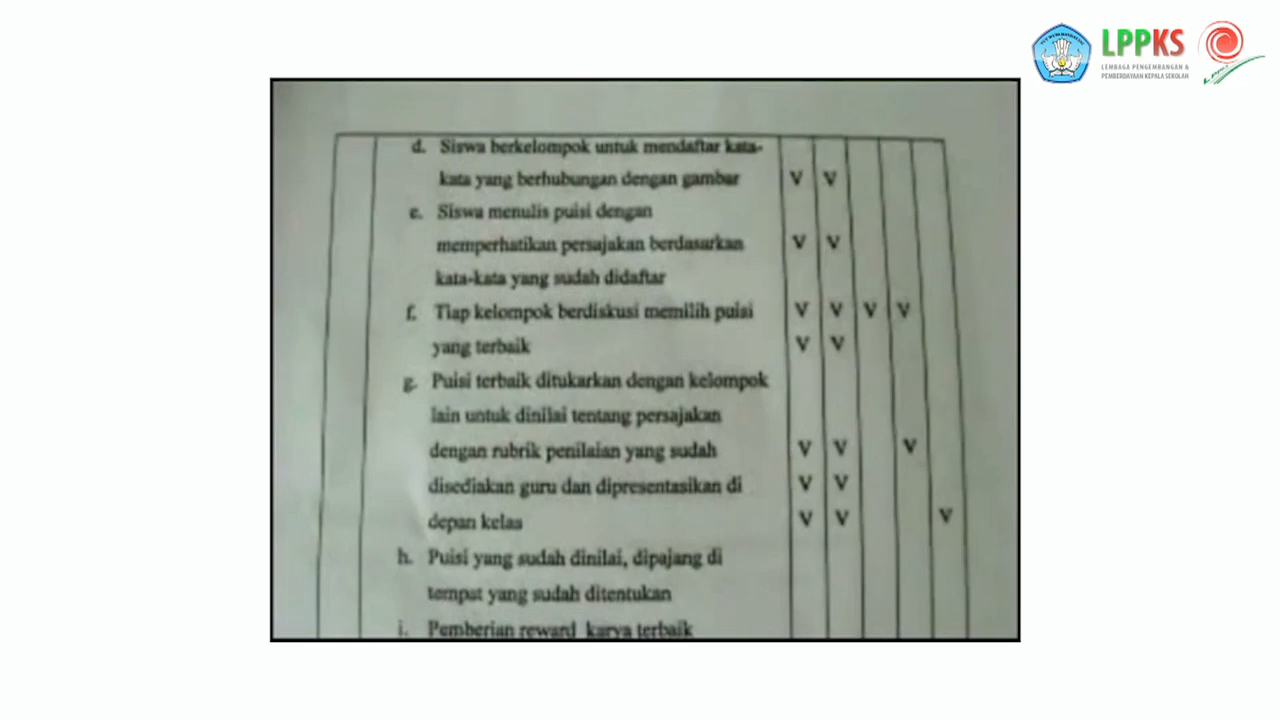 LPPKS
LEMBAGA PENGEMBANGAN &
PEMBERDAYAAN KEPALA SEKOLAH
d. Siswa berkelompok untuk mendaftar kata-
kata yang berhubungan dengan gambar V V
e. Siswa menulis puisi dengan
memperhatikan persajakan berdasarkan V V
kata-kata yang sudah didaftar
f. Tiap kelompok berdiskusi memilih puisi V V V V
yang terbaik V V
g. Puisi terbaik ditukarkan dengan kelompok
lain untuk dinilai tentang persajakan
dengan rubrik penilaian yang sudah V V V
disediakan guru dan dipresentasikan di V V
depan kelas V V V
h. Puisi yang sudah dinilai, dipajang di
tempat yang sudah ditentukan
i. Pemberian reward karya terbaik